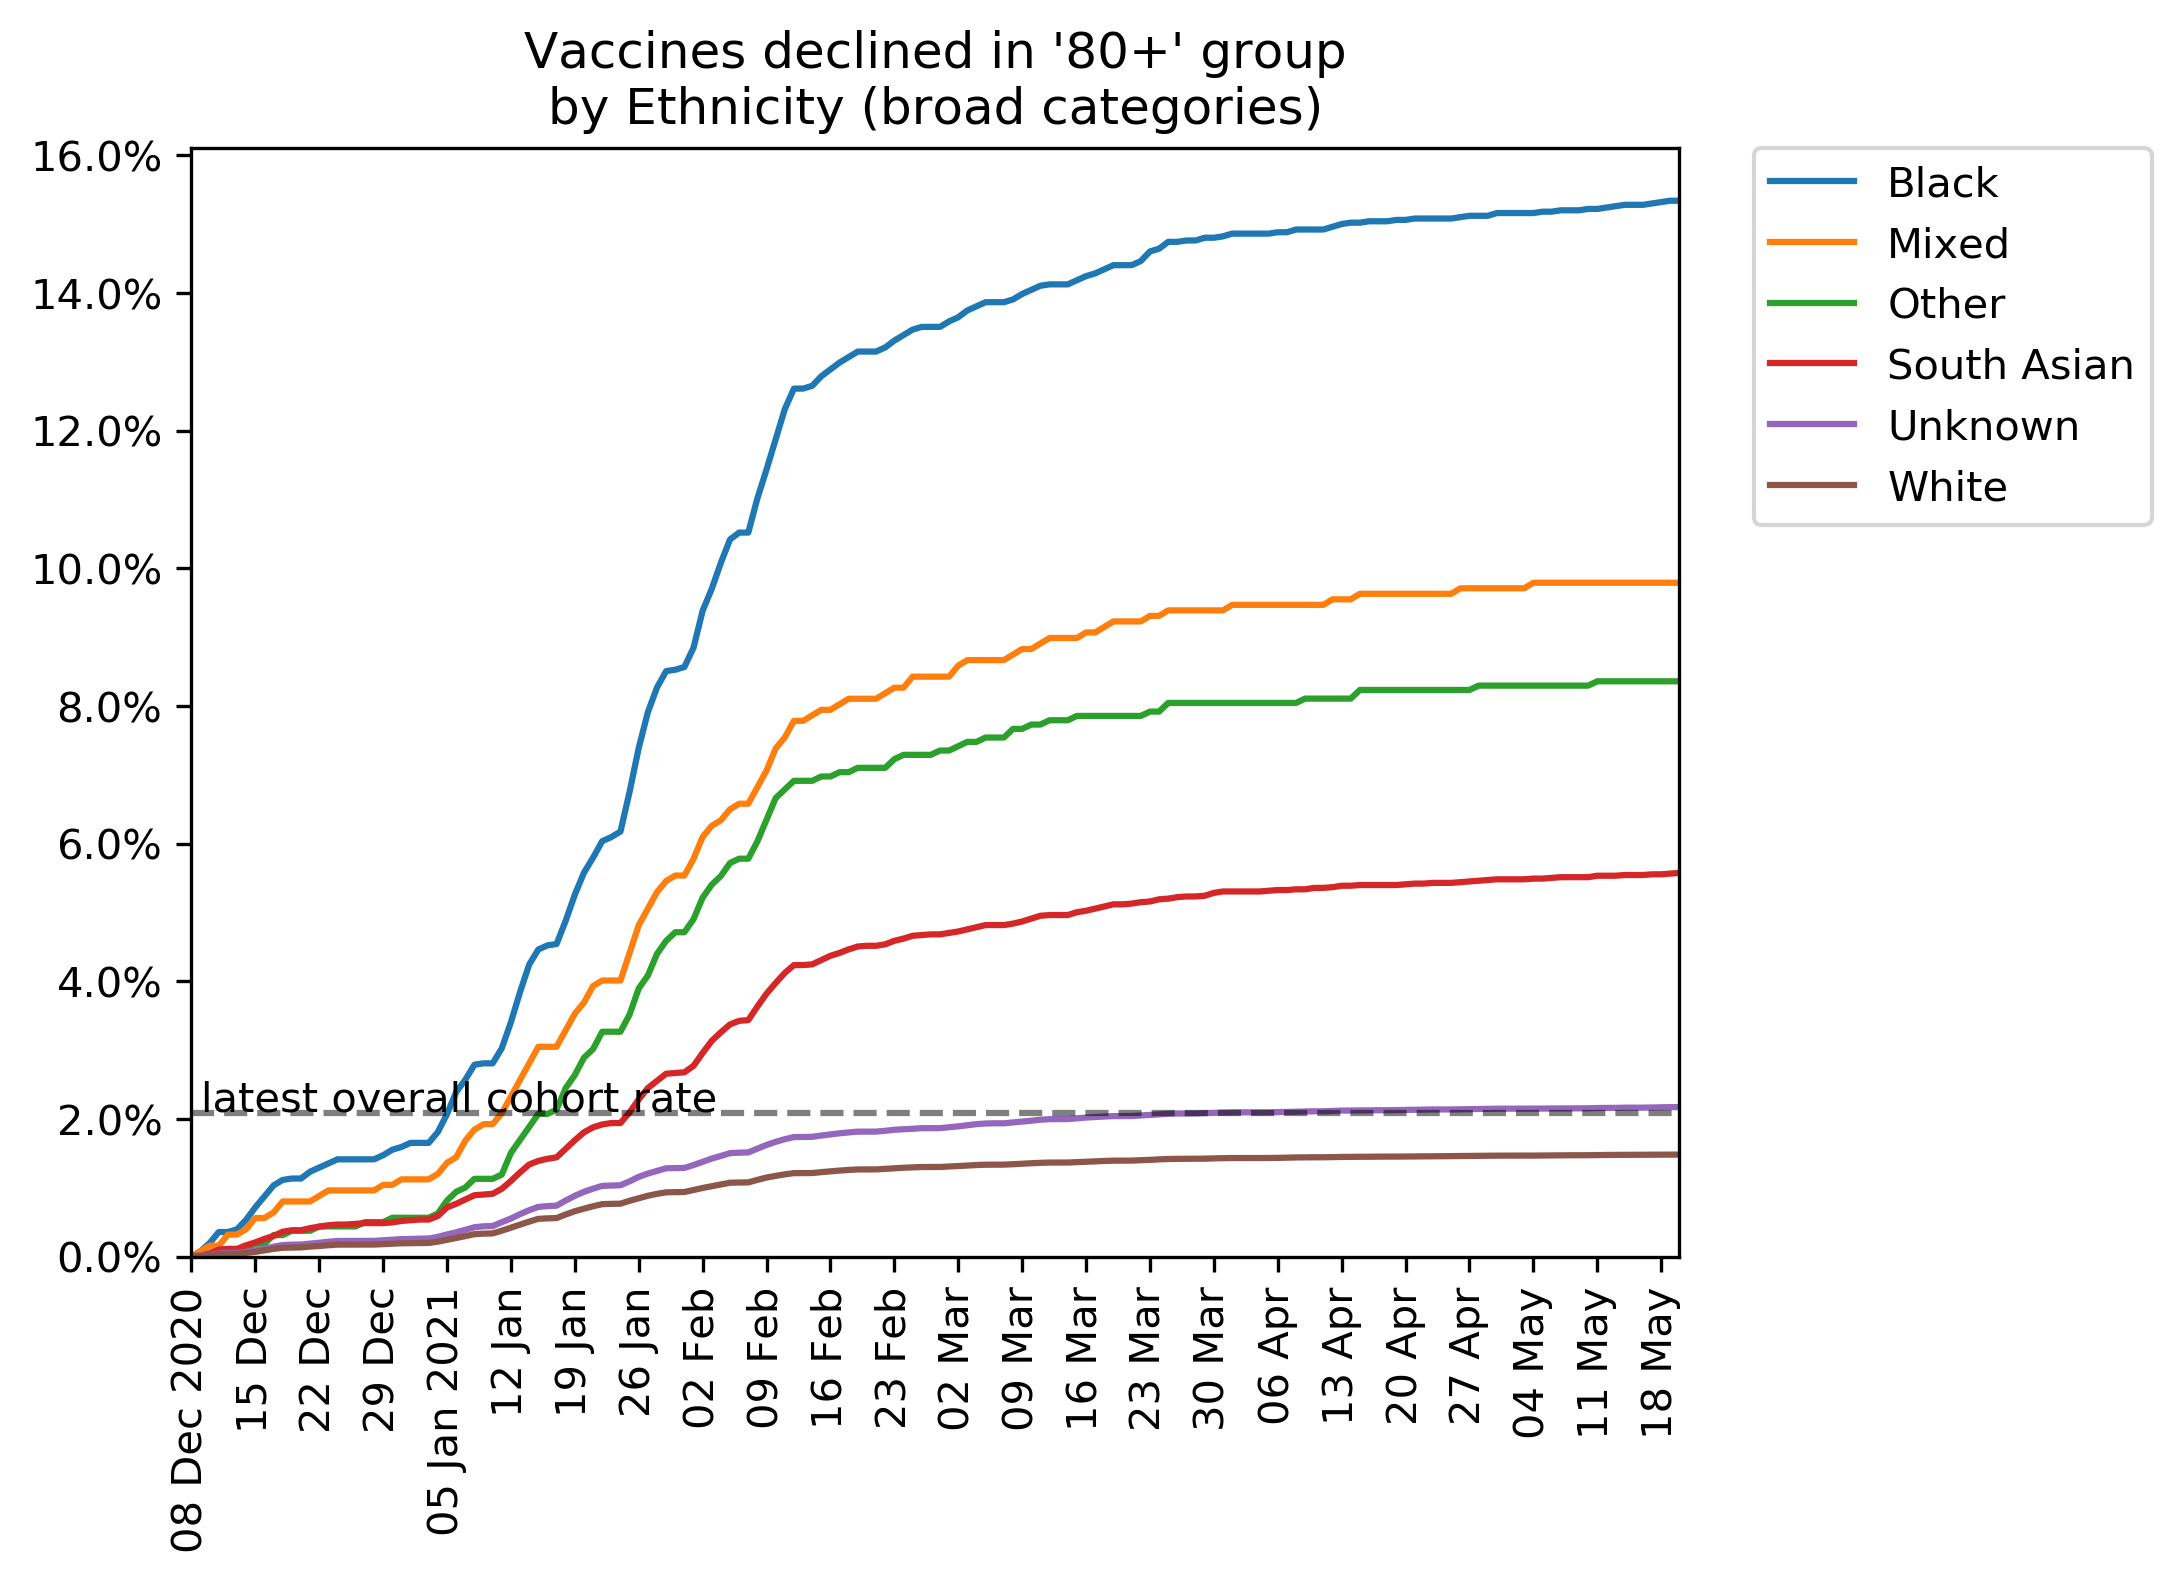 Vaccines declined in '80+' group
by Ethnicity (broad categories)
16.0%
14.0%
12.0%
10.0%
8.0%
6.0%
4.0%
2.0%
0.0%
latest overall cohort rate
08 Dec 2020
15 Dec
22 Dec
29 Dec
05 Jan 2021
12 Jan
19 Jan
26 Jan
02 Feb
09 Feb
16 Feb
23 Feb
02 Mar
09 Mar
16 Mar
23 Mar
30 Mar
06 Apr
13 Apr
20 Apr
27 Apr
04 May
11 May
18 May
Black
Mixed
Other
South Asian
Unknown
White